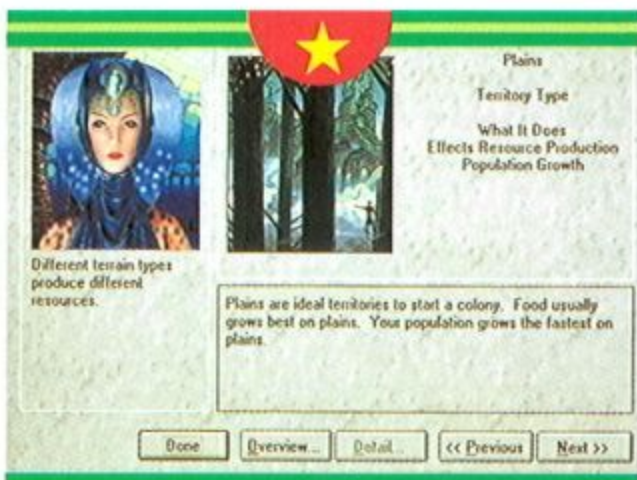 Plains
Territory Type
What It Does
Effects Resource Production
Population Growth
Different terrain types
produce different
resources.
Plains are ideal territories to start a colony. Food usually
grows best on plains. Your population grows the fastest on
plains.
Done
Overview...
Detail...
<< Previous
Next >>